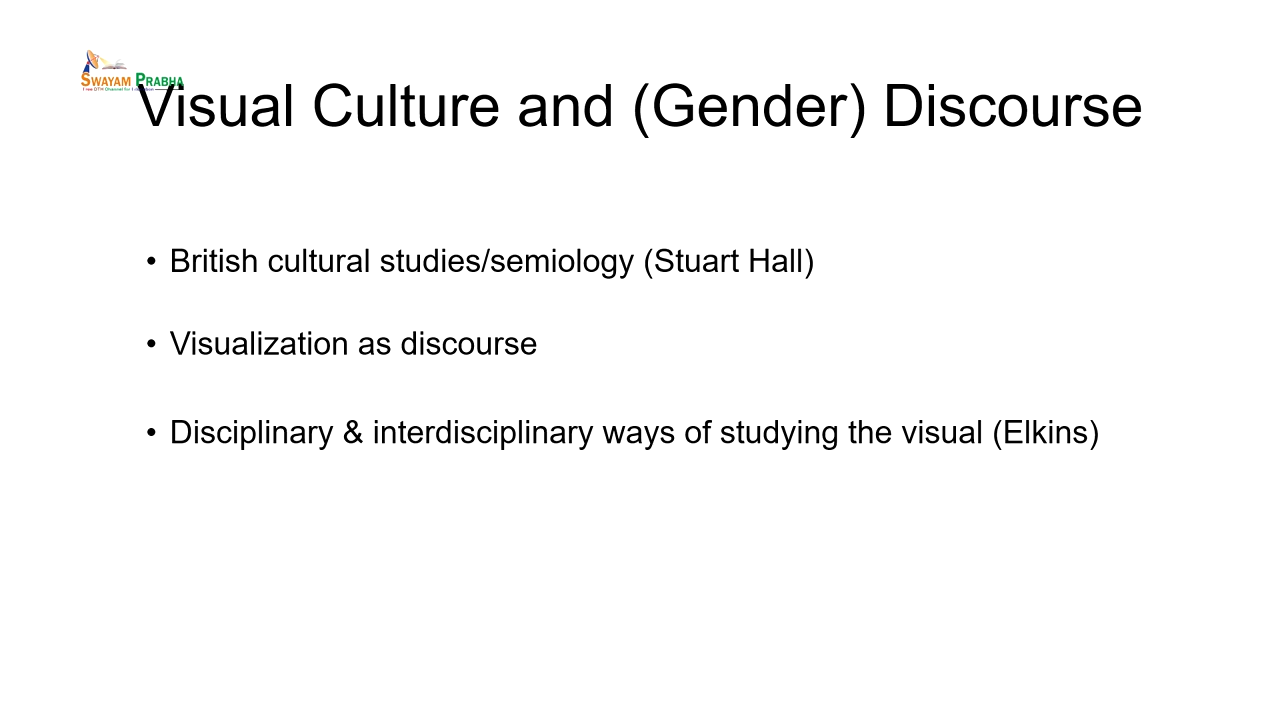 SWAYAM PRABHA
Visual Culture and (Gender) Discourse
• British cultural studies/semiology (Stuart Hall)
• Visualization as discourse
• Disciplinary & interdisciplinary ways of studying the visual (Elkins)